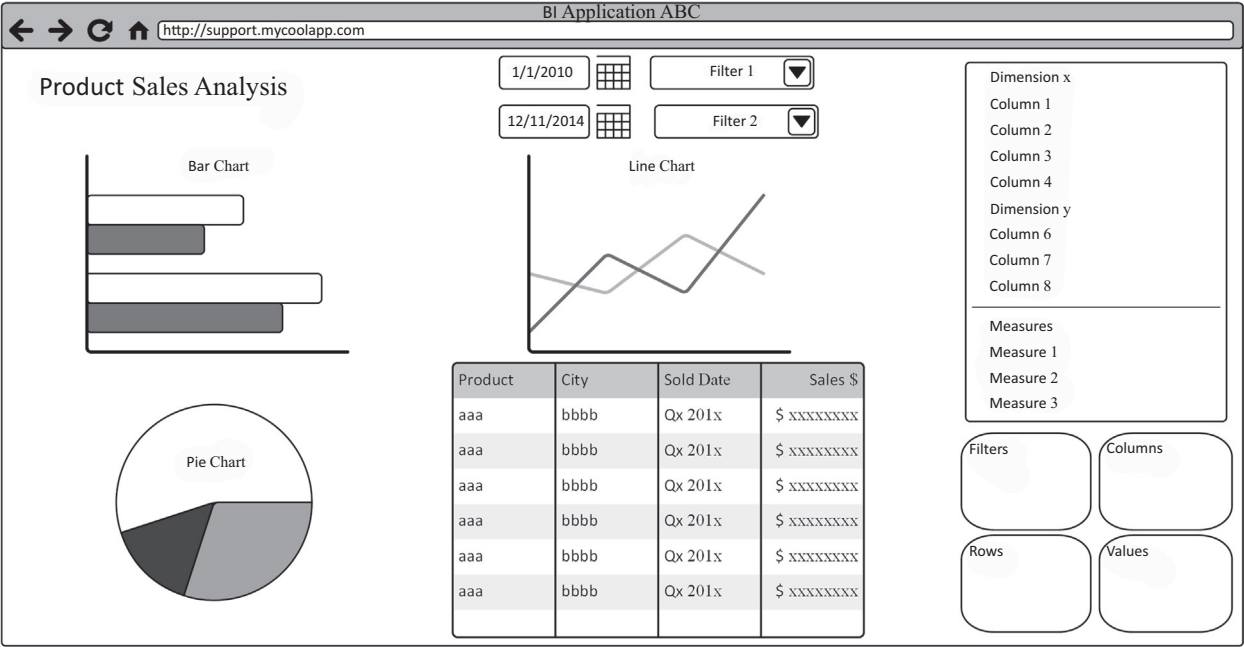 BI Application ABC
http://support.mycoolapp.com
Product Sales Analysis
1/1/2010
Filter 1
12/11/2014
Filter 2
Bar Chart
Line Chart
Pie Chart
Product City Sold Date Sales $
aaa bbbb Qx 201x $ xxxxxxxx
aaa bbbb Qx 201x $ xxxxxxxx
aaa bbbb Qx 201x $ xxxxxxxx
aaa bbbb Qx 201x $ xxxxxxxx
aaa bbbb Qx 201x $ xxxxxxxx
aaa bbbb Qx 201x $ xxxxxxxx
Dimension x
Column 1
Column 2
Column 3
Column 4
Dimension y
Column 6
Column 7
Column 8
Measures
Measure 1
Measure 2
Measure 3
Filters
Columns
Rows
Values